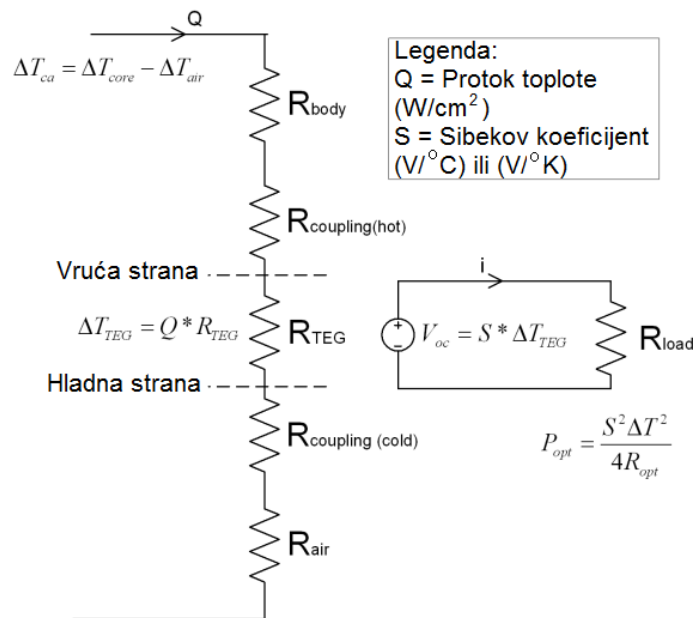 Q
ΔT_ca = ΔT_core − ΔT_air
Legenda:
Q = Protok toplote
(W/cm²)
S = Sibekov koeficijent
(V/°C) ili (V/°K)
R_body
R_coupling(hot)
Vruća strana
ΔT_TEG = Q * R_TEG
R_TEG
Hladna strana
R_coupling (cold)
R_air
i
+
−
V_oc = S * ΔT_TEG
R_load
P_opt = S²ΔT² / 4R_opt